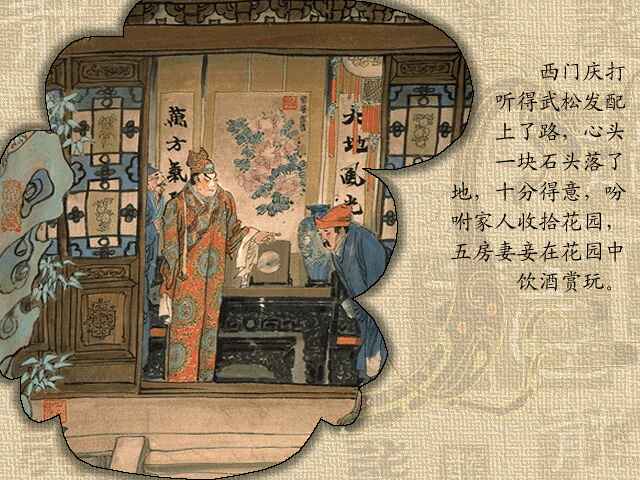 西门庆打
听得武松发配
上了路，心头
一块石头落了
地，十分得意，吩
咐家人收拾花园，
五房妻妾在花园中
饮酒赏玩。
萬方氣
天地風光